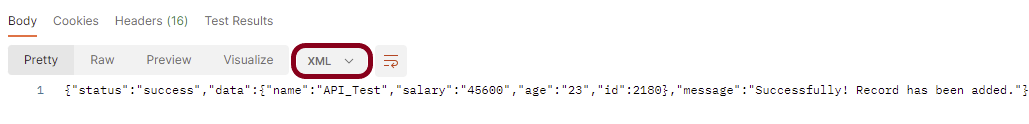 Body Cookies Headers (16) Test Results
Pretty Raw Preview Visualize XML
1 {"status":"success","data":{"name":"API_Test","salary":"45600","age":"23","id":2180},"message":"Successfully! Record has been added."}